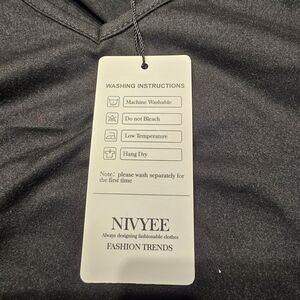 WASHING INSTRUCTIONS
Machine Washable
Do not Bleach
Low Temperature
Hang Dry
Note: please wash separately for
the first time
NIVYEE
Always designing fashionable clothes
FASHION TRENDS